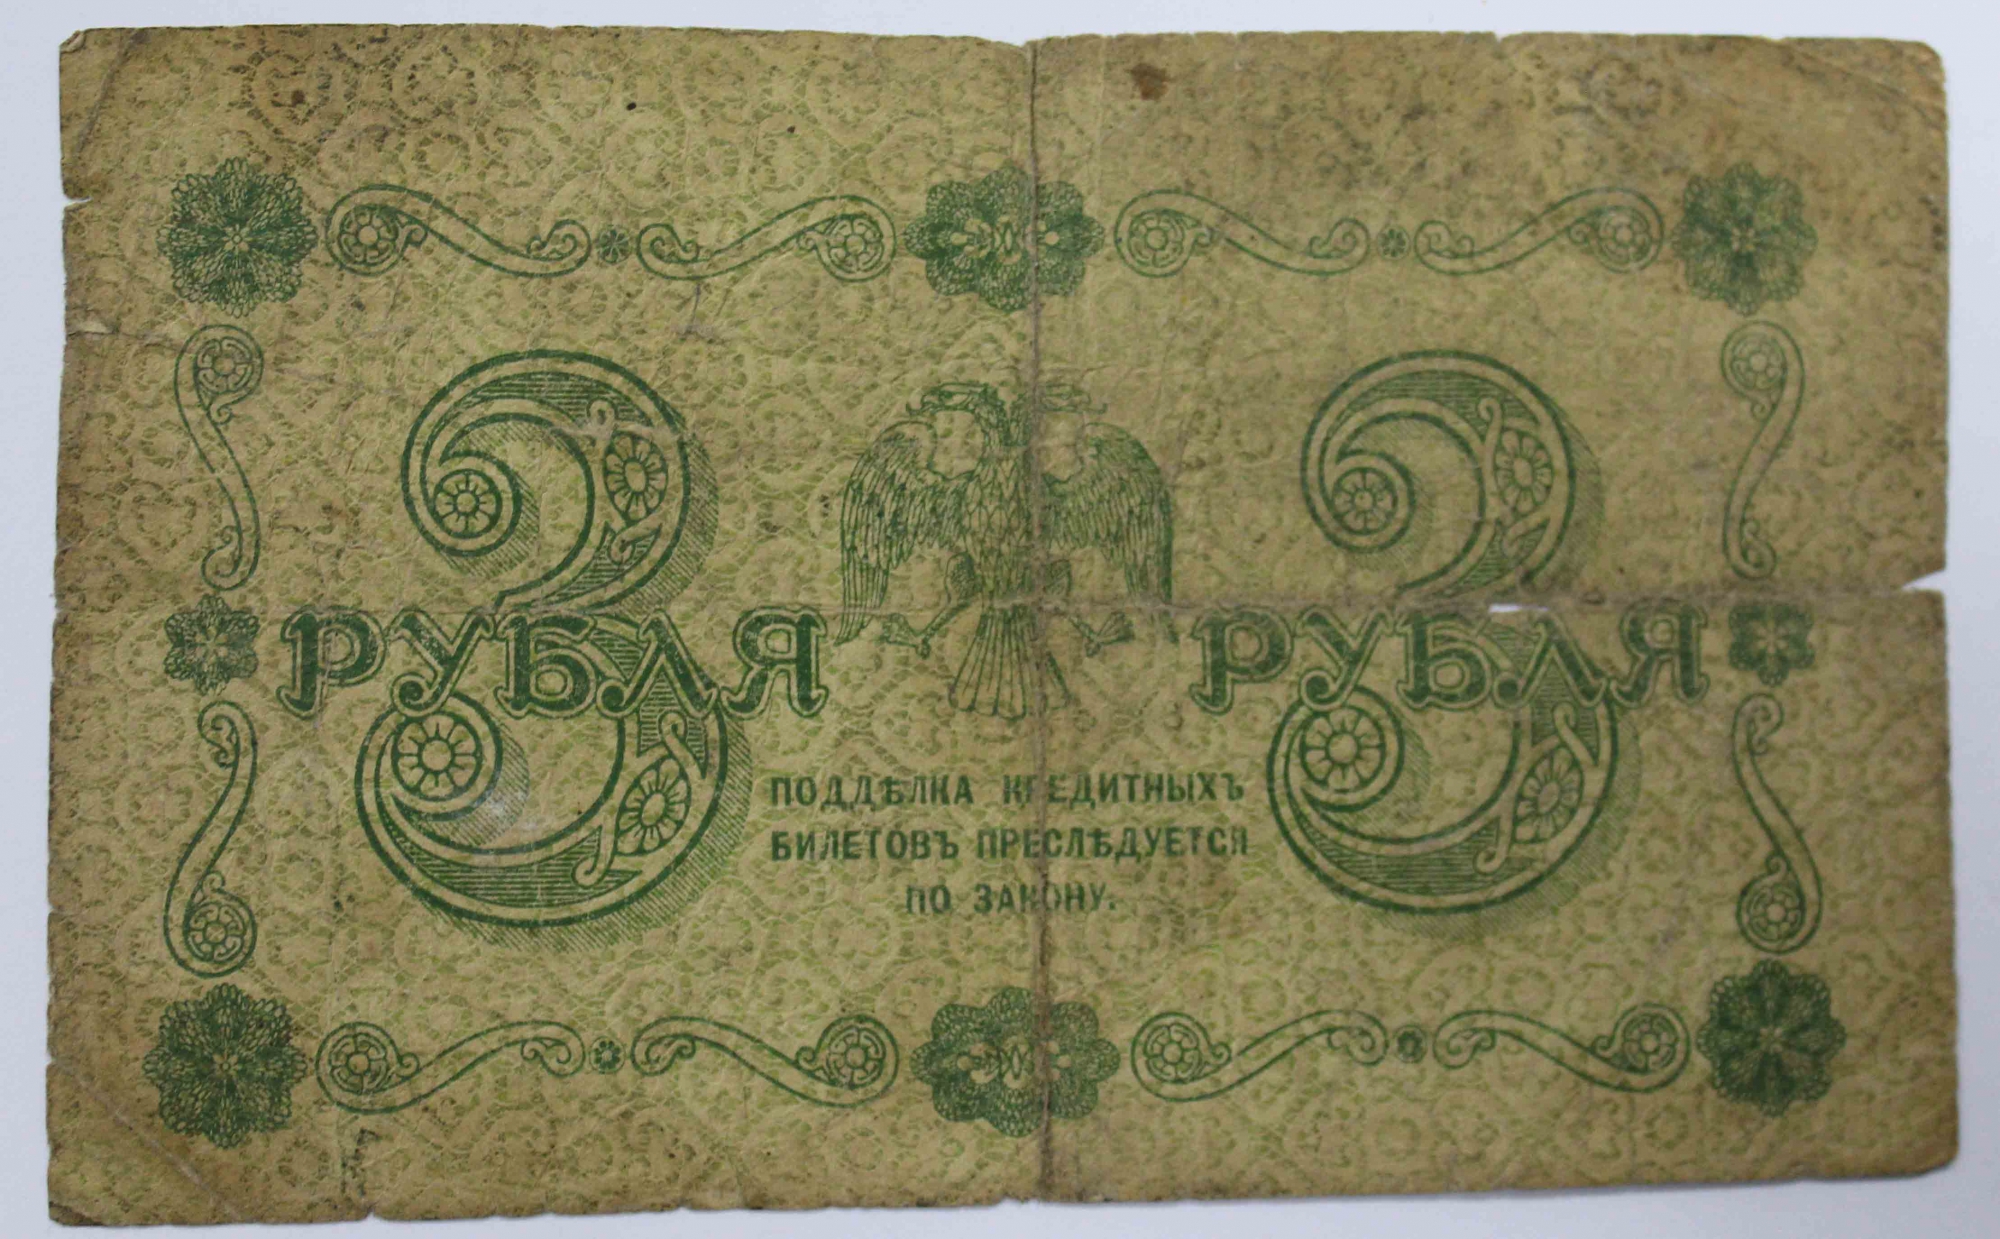 3 3
РУБЛЯ РУБЛЯ
ПОДДѢЛКА КРЕДИТНЫХЪ
БИЛЕТОВЪ ПРЕСЛѢДУЕТСЯ
ПО ЗАКОНУ.